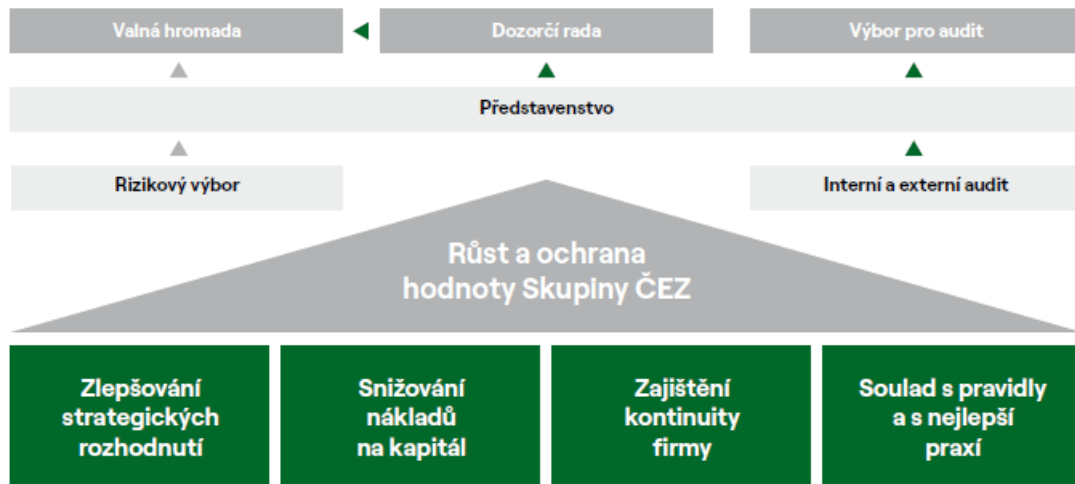 Valná hromada
Dozorčí rada
Výbor pro audit
Představenstvo
Rizikový výbor
Interní a externí audit
Růst a ochrana
hodnoty Skupiny ČEZ
Zlepšování
strategických
rozhodnutí
Snižování
nákladů
na kapitál
Zajištění
kontinuity
firmy
Soulad s pravidly
a s nejlepší
praxí